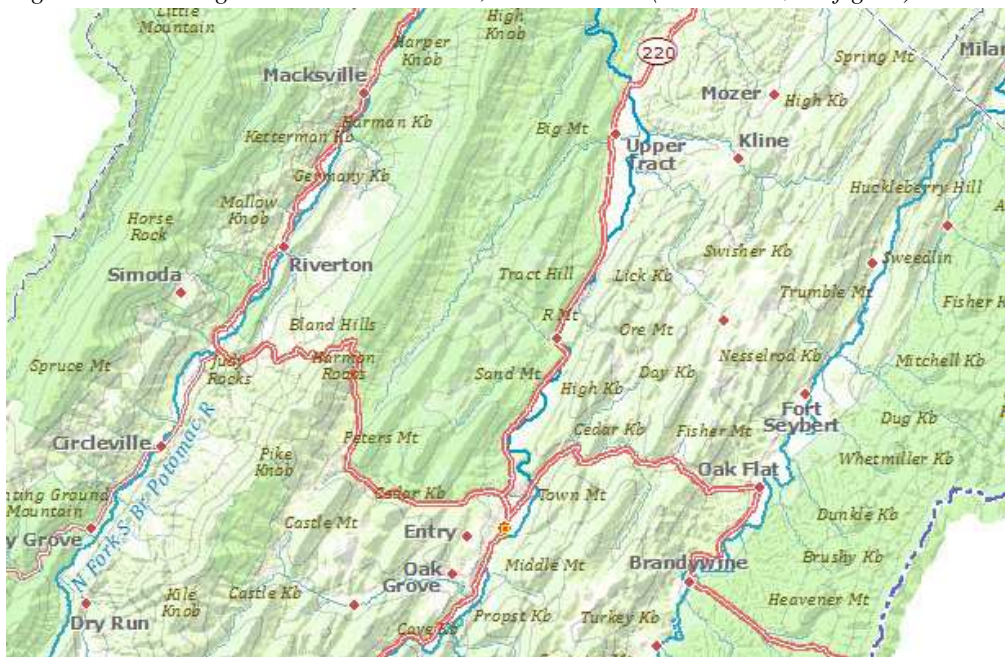 Little
Mountain
High
Knob
Harper
Knob
220
Spring Mt
Macksville
Mozer
High Kb
Harman Kb
Ketterman Kb
Big Mt
Upper
Tract
Kline
Germany Kb
Huckleberry Hill
Mallow
Knob
Horse
Rock
Riverton
Swisher Kb
Sweedlin
Simoda
Tract Hill
Lick Kb
Trumble Mt
Bland Hills
R Mt
Ore Mt
Nesselrod Kb
Spruce Mt
Judy
Rocks
Harman
Rocks
Sand Mt
High Kb
Day Kb
Mitchell Kb
Fort
Seybert
Dug Kb
Circleville
Peters Mt
Cedar Kb
Fisher Mt
Pike
Knob
Oak Flat
Whetmiller Kb
Mountain
Cedar Kb
Town Mt
Castle Mt
Dunkle Kb
Entry
N Fork S Br Potomac R
Middle Mt
Brandywine
Brushy Kb
Oak
Grove
Kile
Knob
Castle Kb
Heavener Mt
Dry Run
Propst Kb
Turkey Kb
Cave Kb